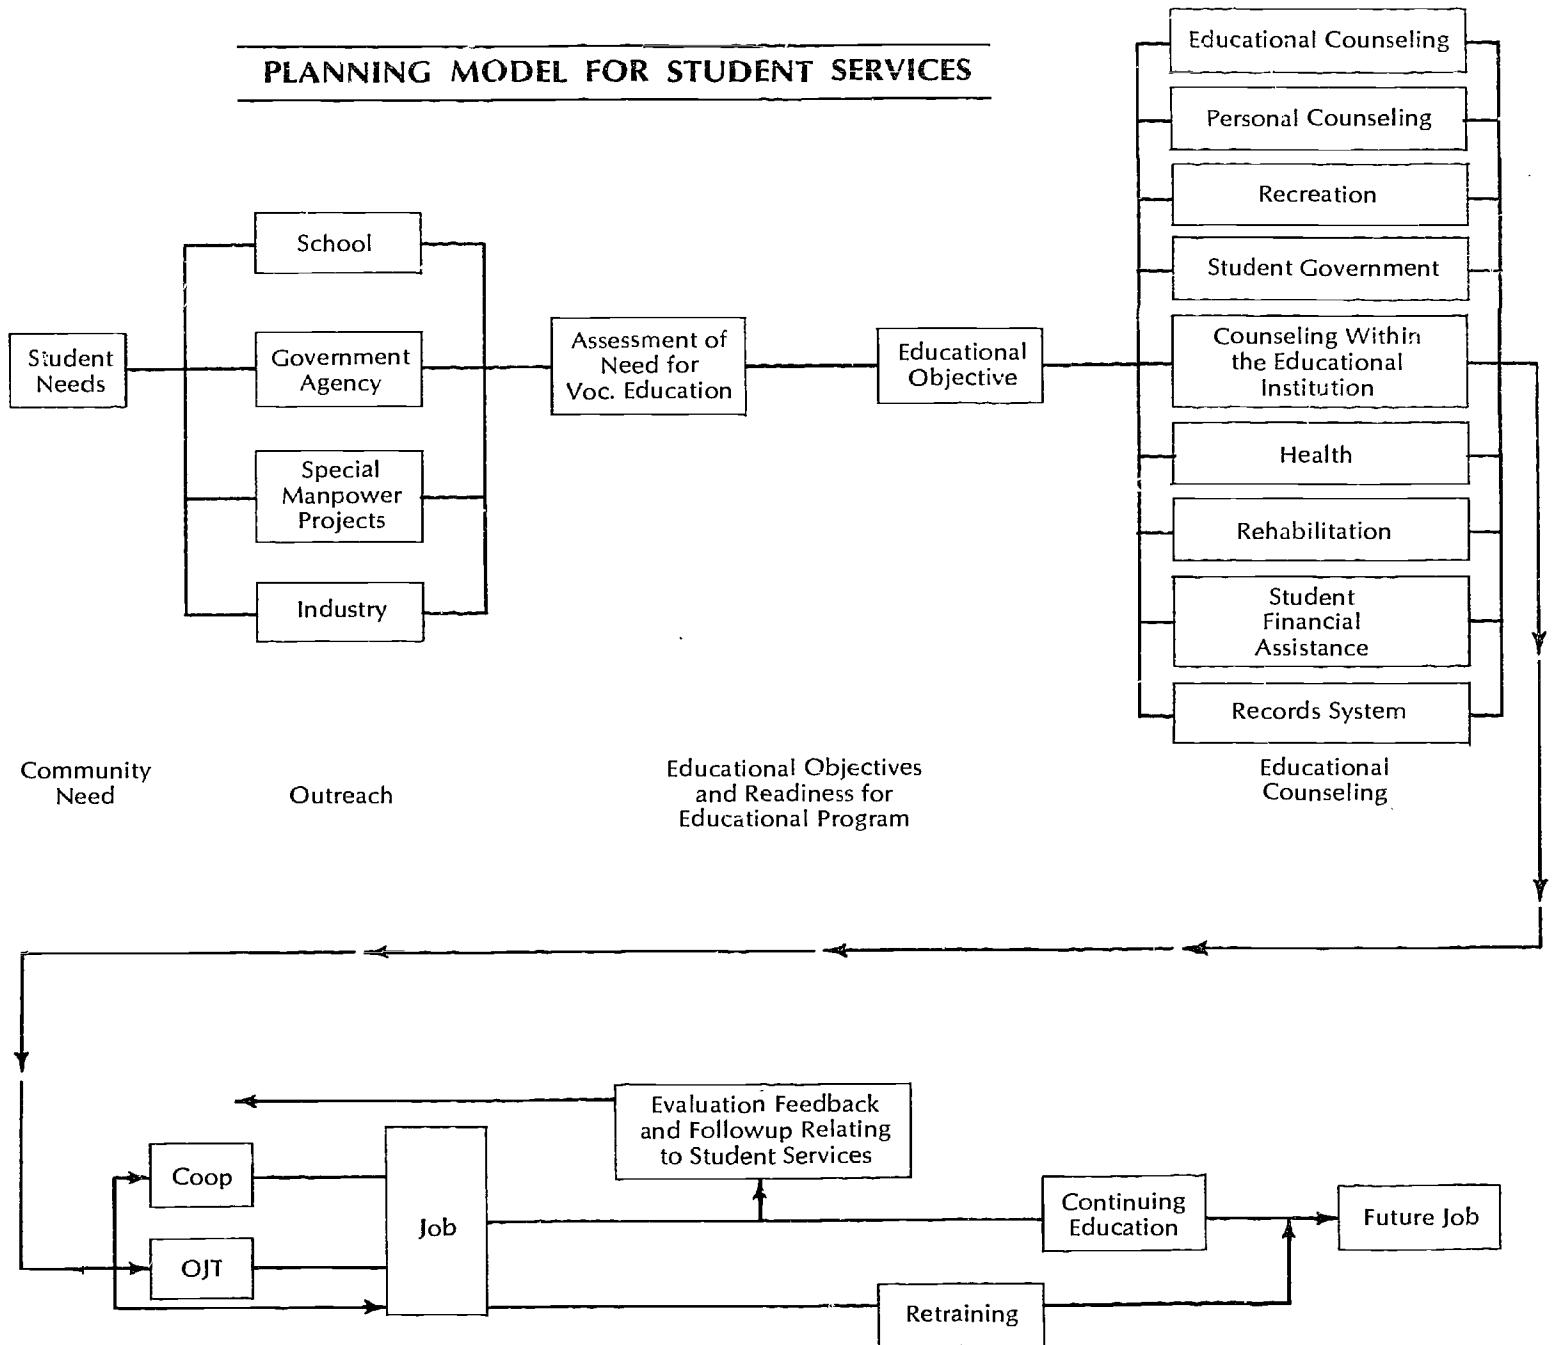 PLANNING MODEL FOR STUDENT SERVICES
Student
Needs
School
Government
Agency
Special
Manpower
Projects
Industry
Assessment of
Need for
Voc. Education
Educational
Objective
Educational Counseling
Personal Counseling
Recreation
Student Government
Counseling Within
the Educational
Institution
Health
Rehabilitation
Student
Financial
Assistance
Records System
Community
Need
Outreach
Educational Objectives
and Readiness for
Educational Program
Educational
Counseling
Coop
OJT
Job
Evaluation Feedback
and Followup Relating
to Student Services
Continuing
Education
Retraining
Future Job